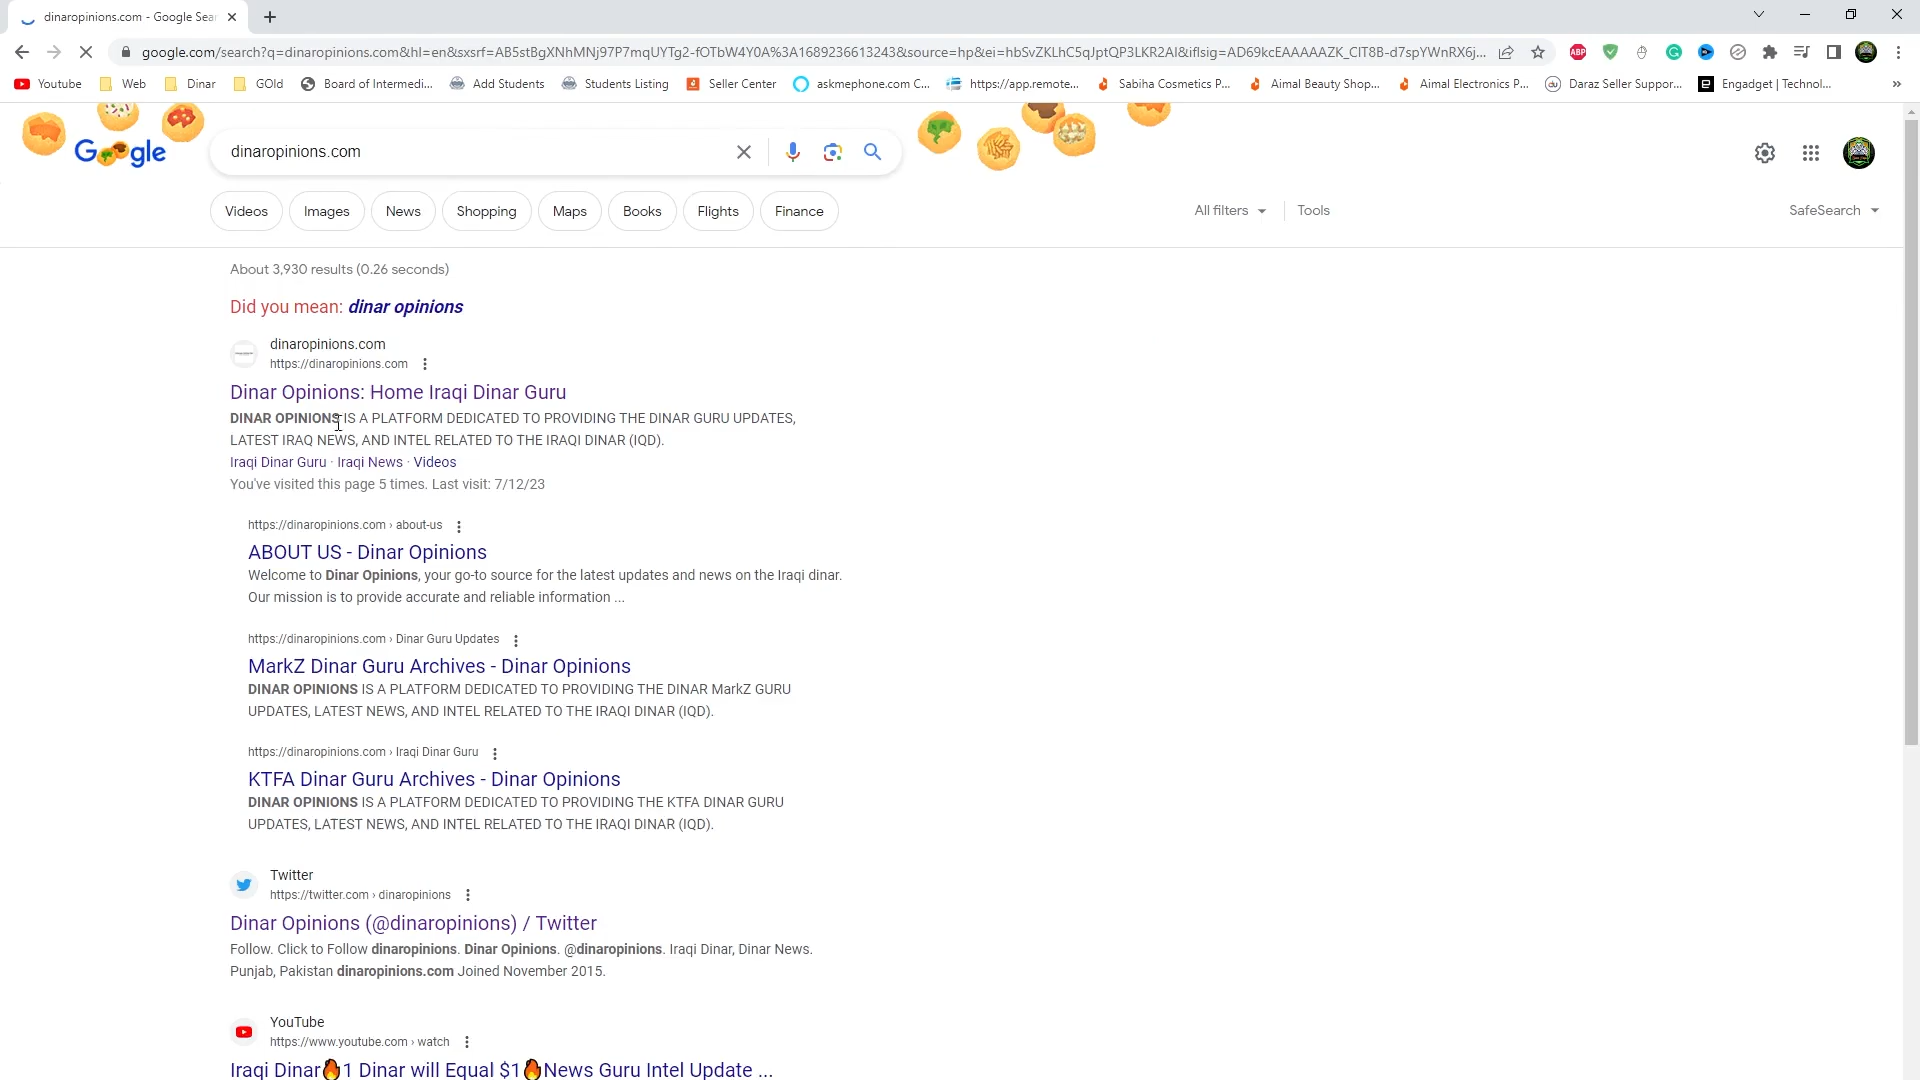 dinaropinions.com - Google Sear
google.com/search?q=dinaropinions.com&hl=en&sxsrf=AB5stBgXNhMNj97P7mqUYTg2-fOTbW4Y0A%3A1689236613243&source=hp&ei=hbSvZKLhC5qJptQP3LKR2AI&iflsig=AD69kcEAAAAAZK_CIT8B-d7spYWnRX6j...
ABP
Youtube Web Dinar GOld Board of Intermedi... Add Students Students Listing Seller Center askmephone.com C... https://app.remote... Sabiha Cosmetics P... Aimal Beauty Shop... Aimal Electronics P... Daraz Seller Suppor... Engadget | Technol... »
Google
dinaropinions.com
Videos Images News Shopping Maps Books Flights Finance All filters Tools SafeSearch
About 3,930 results (0.26 seconds)
Did you mean: dinar opinions
dinaropinions.com
https://dinaropinions.com
Dinar Opinions: Home Iraqi Dinar Guru
DINAR OPINIONS IS A PLATFORM DEDICATED TO PROVIDING THE DINAR GURU UPDATES,
LATEST IRAQ NEWS, AND INTEL RELATED TO THE IRAQI DINAR (IQD).
Iraqi Dinar Guru · Iraqi News · Videos
You've visited this page 5 times. Last visit: 7/12/23
https://dinaropinions.com › about-us
ABOUT US - Dinar Opinions
Welcome to Dinar Opinions, your go-to source for the latest updates and news on the Iraqi dinar.
Our mission is to provide accurate and reliable information ...
https://dinaropinions.com › Dinar Guru Updates
MarkZ Dinar Guru Archives - Dinar Opinions
DINAR OPINIONS IS A PLATFORM DEDICATED TO PROVIDING THE DINAR MarkZ GURU
UPDATES, LATEST NEWS, AND INTEL RELATED TO THE IRAQI DINAR (IQD).
https://dinaropinions.com › Iraqi Dinar Guru
KTFA Dinar Guru Archives - Dinar Opinions
DINAR OPINIONS IS A PLATFORM DEDICATED TO PROVIDING THE KTFA DINAR GURU
UPDATES, LATEST NEWS, AND INTEL RELATED TO THE IRAQI DINAR (IQD).
Twitter
https://twitter.com › dinaropinions
Dinar Opinions (@dinaropinions) / Twitter
Follow. Click to Follow dinaropinions. Dinar Opinions. @dinaropinions. Iraqi Dinar, Dinar News.
Punjab, Pakistan dinaropinions.com Joined November 2015.
YouTube
https://www.youtube.com › watch
Iraqi Dinar🔥1 Dinar will Equal $1🔥News Guru Intel Update ...